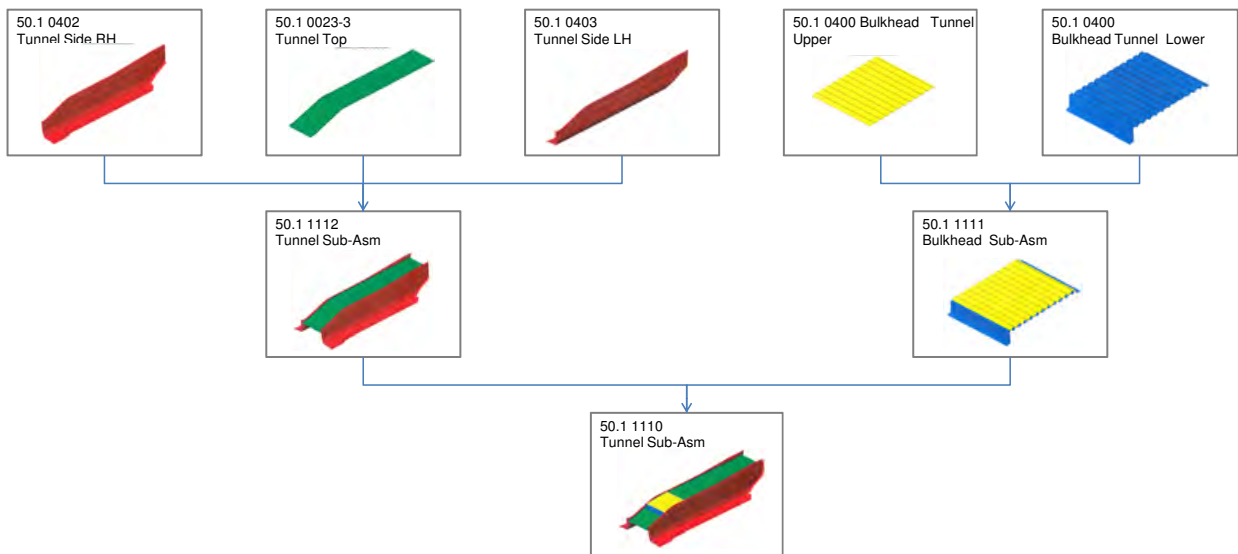 50.1 0402
Tunnel Side RH
50.1 0023-3
Tunnel Top
50.1 0403
Tunnel Side LH
50.1 0400 Bulkhead Tunnel
Upper
50.1 0400
Bulkhead Tunnel Lower
50.1 1112
Tunnel Sub-Asm
50.1 1111
Bulkhead Sub-Asm
50.1 1110
Tunnel Sub-Asm